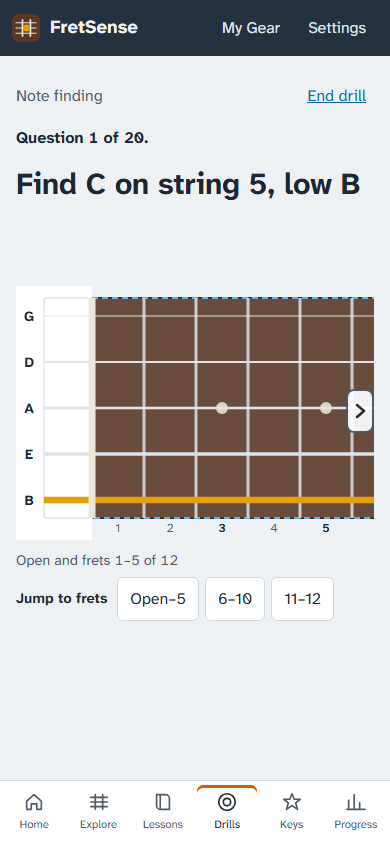 FretSense
My Gear
Settings
Note finding
End drill
Question 1 of 20.
Find C on string 5, low B
G
D
A
E
B
1 2 3 4 5
Open and frets 1–5 of 12
Jump to frets
Open–5
6–10
11–12
Home
Explore
Lessons
Drills
Keys
Progress